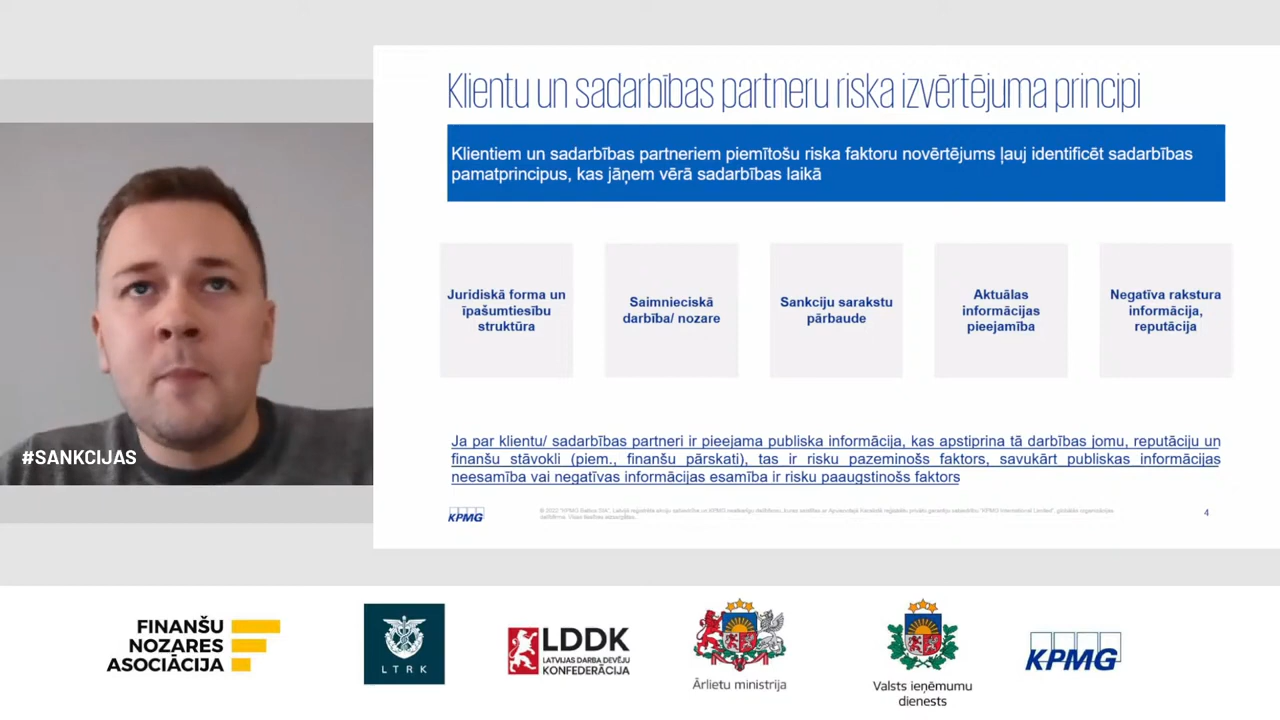 Klientu un sadarbības partneru riska izvērtējuma principi
Klientiem un sadarbības partneriem piemītošu riska faktoru novērtējums ļauj identificēt sadarbības
pamatprincipus, kas jāņem vērā sadarbības laikā
Juridiskā forma un
īpašumtiesību
struktūra
Saimnieciskā
darbība/ nozare
Sankciju sarakstu
pārbaude
Aktuālas
informācijas
pieejamība
Negatīva rakstura
informācija,
reputācija
#SANKCIJAS
Ja par klientu/ sadarbības partneri ir pieejama publiska informācija, kas apstiprina tā darbības jomu, reputāciju un
finanšu stāvokli (piem., finanšu pārskati), tas ir risku pazeminošs faktors, savukārt publiskas informācijas
neesamība vai negatīvas informācijas esamība ir risku paaugstinošs faktors
KPMG
4
FINANŠU
NOZARES
ASOCIĀCIJA
LTRK
LDDK
LATVIJAS DARBA DEVĒJU
KONFEDERĀCIJA
Ārlietu ministrija
Valsts ieņēmumu
dienests
KPMG